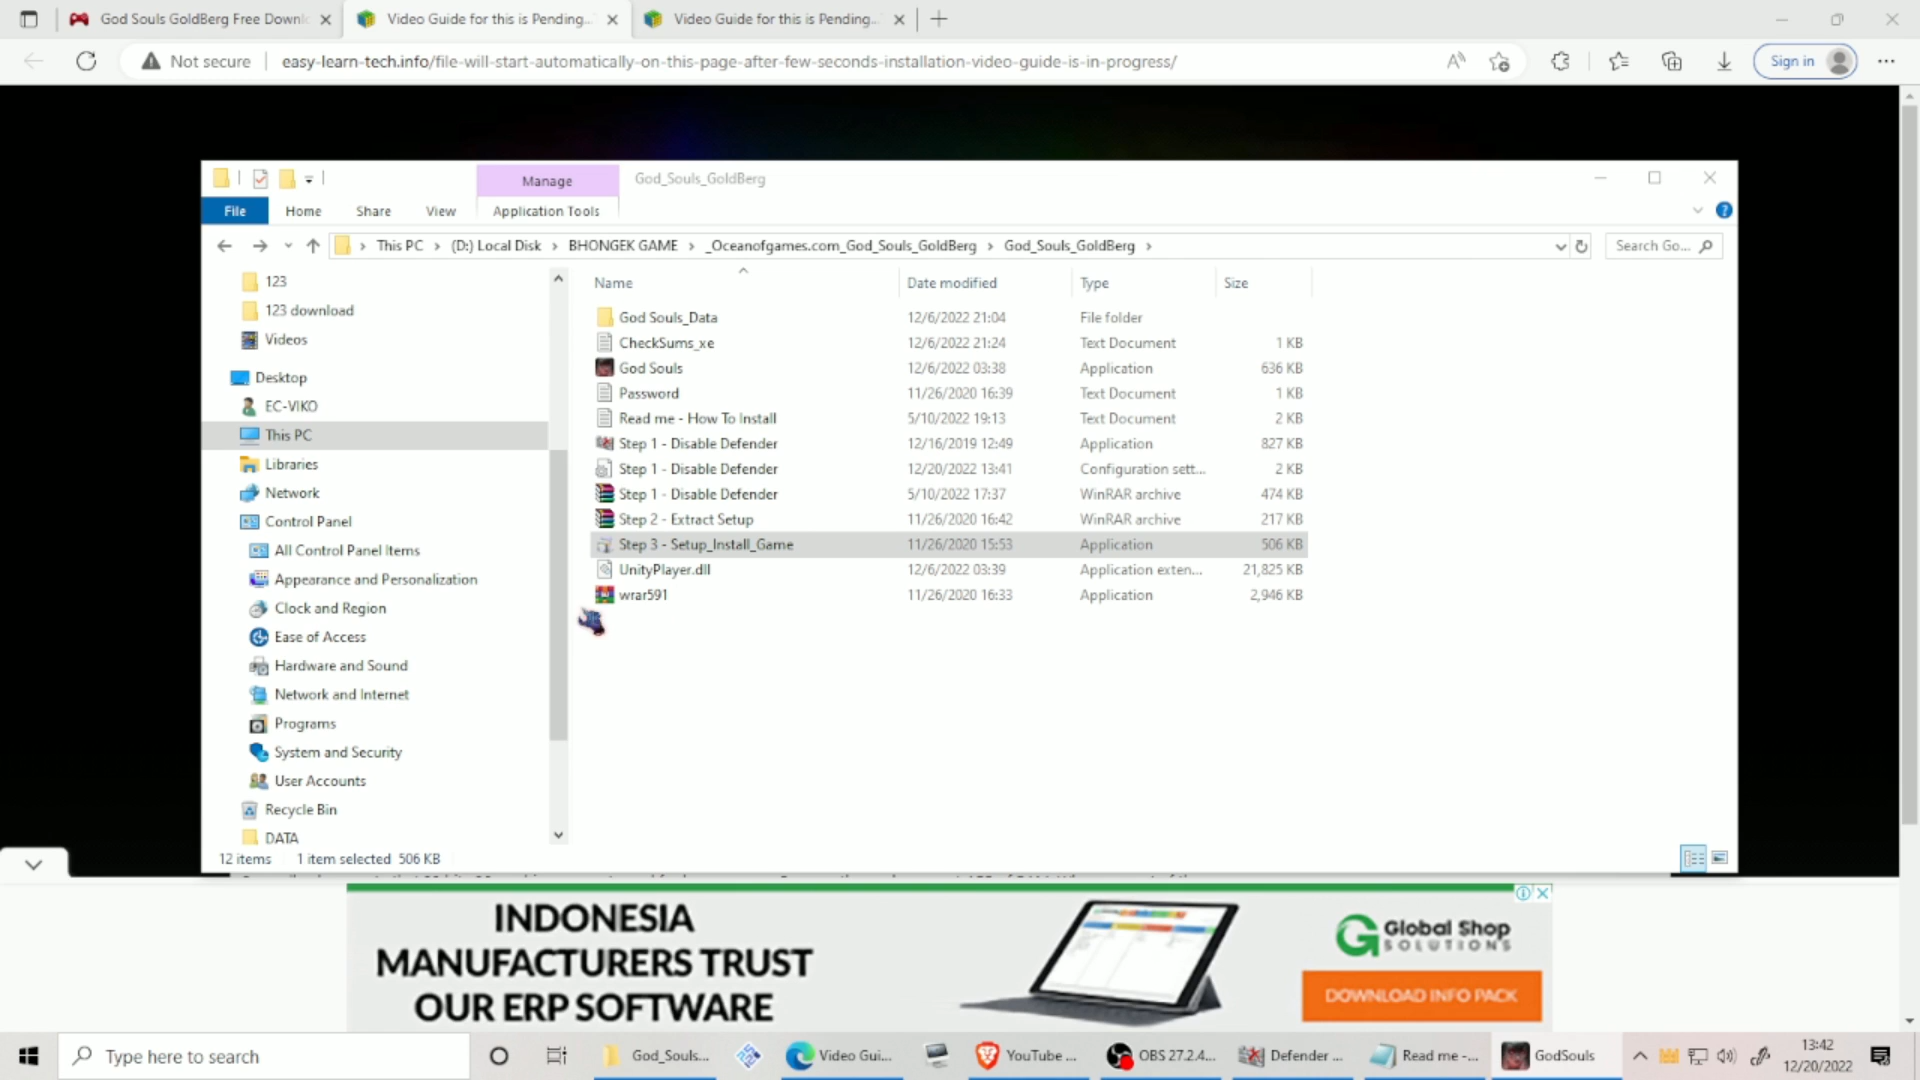 God Souls GoldBerg Free Downl
Video Guide for this is Pending...
Video Guide for this is Pending...
Not secure
easy-learn-tech.info/file-will-start-automatically-on-this-page-after-few-seconds-installation-video-guide-is-in-progress/
Sign in
Manage
God_Souls_GoldBerg
File
Home
Share
View
Application Tools
This PC
(D:) Local Disk
BHONGEK GAME
_Oceanofgames.com_God_Souls_GoldBerg
God_Souls_GoldBerg
Search Go...
123
123 download
Videos
Desktop
EC-VIKO
This PC
Libraries
Network
Control Panel
All Control Panel Items
Appearance and Personalization
Clock and Region
Ease of Access
Hardware and Sound
Network and Internet
Programs
System and Security
User Accounts
Recycle Bin
DATA
Name Date modified Type Size
God Souls_Data 12/6/2022 21:04 File folder
CheckSums_xe 12/6/2022 21:24 Text Document 1 KB
God Souls 12/6/2022 03:38 Application 636 KB
Password 11/26/2020 16:39 Text Document 1 KB
Read me - How To Install 5/10/2022 19:13 Text Document 2 KB
Step 1 - Disable Defender 12/16/2019 12:49 Application 827 KB
Step 1 - Disable Defender 12/20/2022 13:41 Configuration sett... 2 KB
Step 1 - Disable Defender 5/10/2022 17:37 WinRAR archive 474 KB
Step 2 - Extract Setup 11/26/2020 16:42 WinRAR archive 217 KB
Step 3 - Setup_Install_Game 11/26/2020 15:53 Application 506 KB
UnityPlayer.dll 12/6/2022 03:39 Application exten... 21,825 KB
wrar591 11/26/2020 16:33 Application 2,946 KB
12 items 1 item selected 506 KB
INDONESIA
MANUFACTURERS TRUST
OUR ERP SOFTWARE
Global Shop
SOLUTIONS
DOWNLOAD INFO PACK
Type here to search
God_Souls...
Video Gui...
YouTube ...
OBS 27.2.4...
Defender ...
Read me -...
GodSouls
13:42
12/20/2022